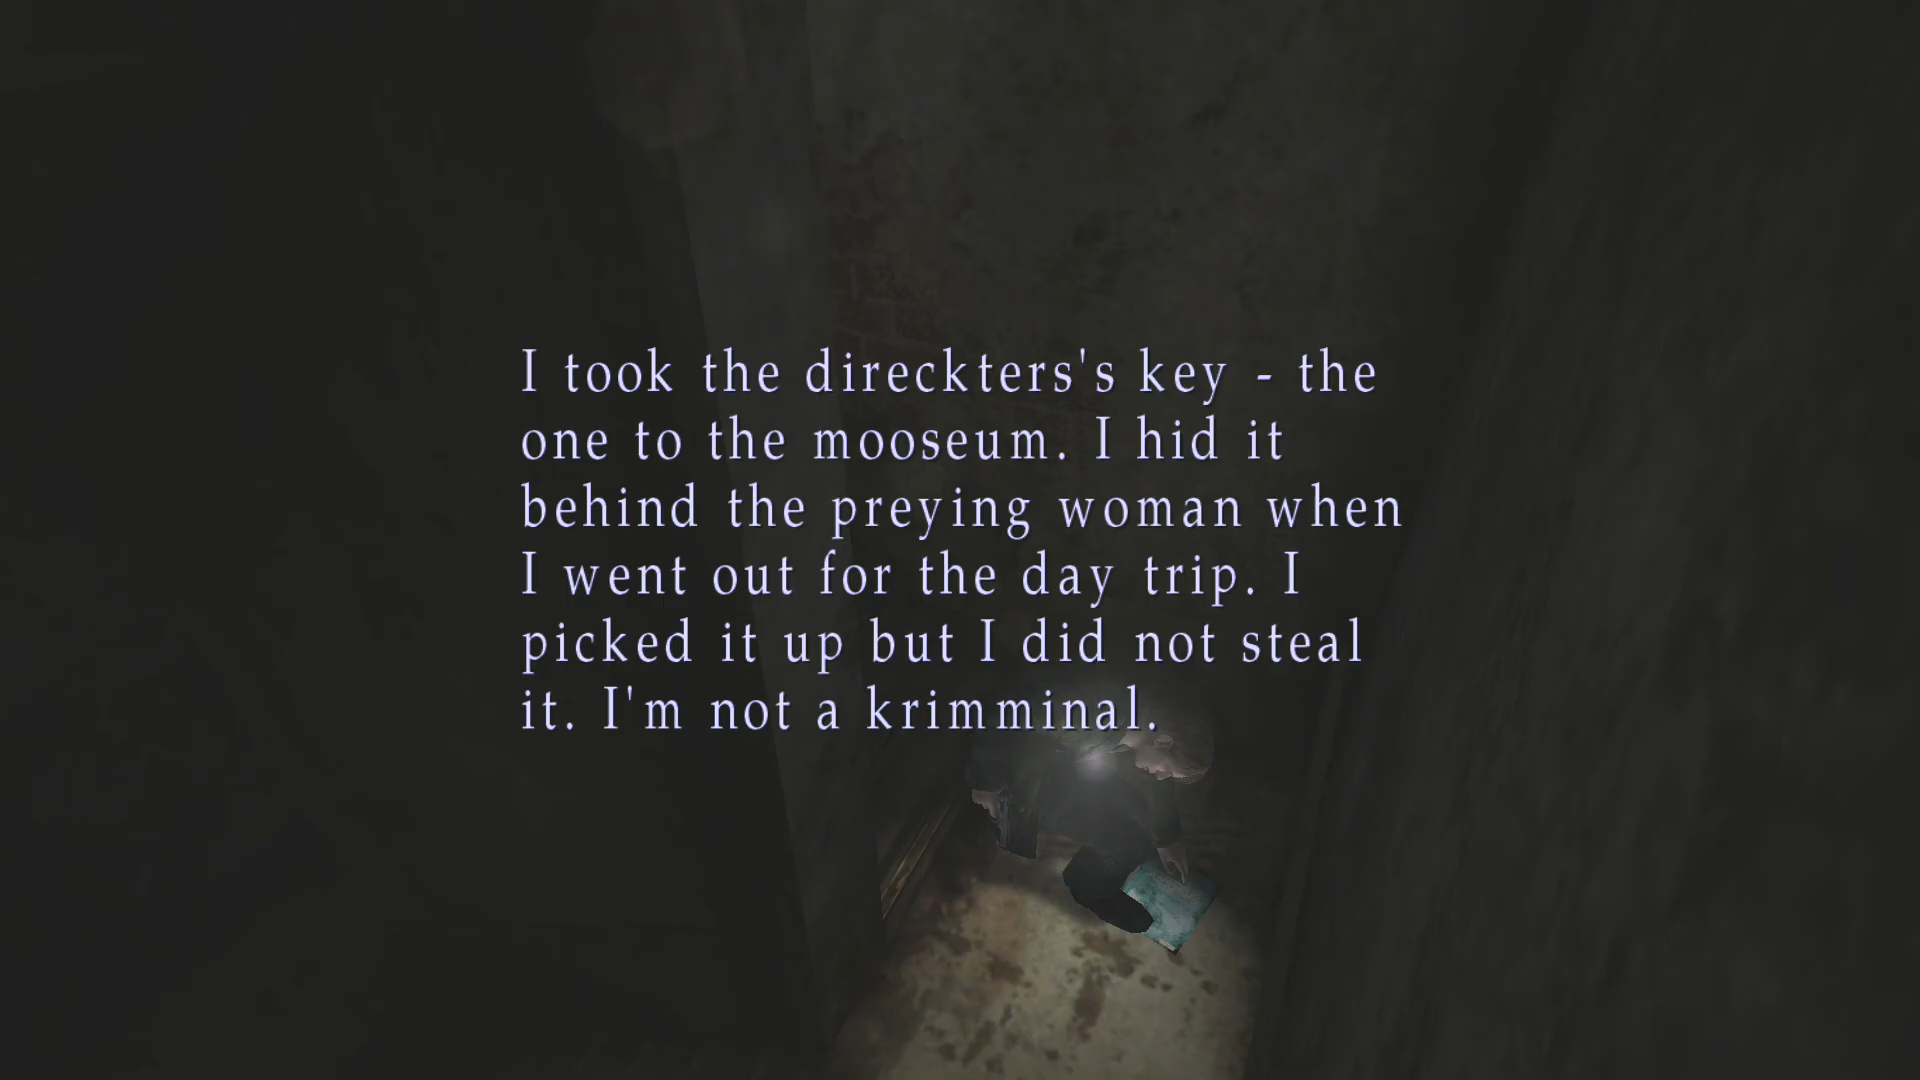 I took the direckters's key - the
one to the mooseum. I hid it
behind the preying woman when
I went out for the day trip. I
picked it up but I did not steal
it. I'm not a krimminal.